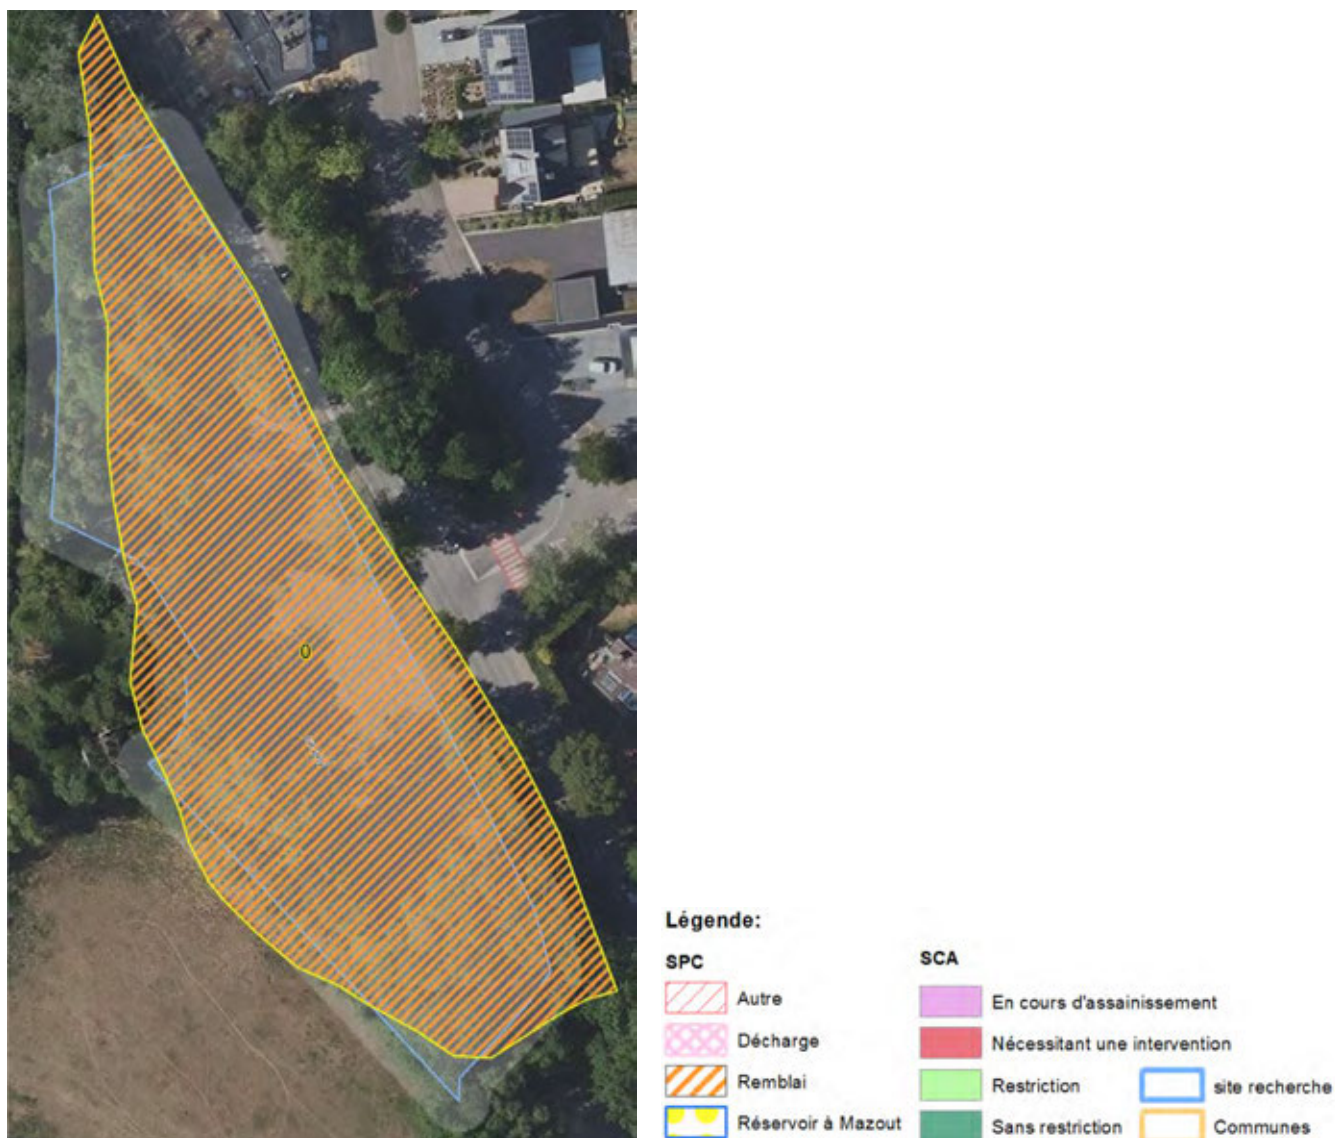 0
Légende:
SPC
Autre
Décharge
Remblai
Réservoir à Mazout
SCA
En cours d'assainissement
Nécessitant une intervention
Restriction
Sans restriction
site recherche
Communes